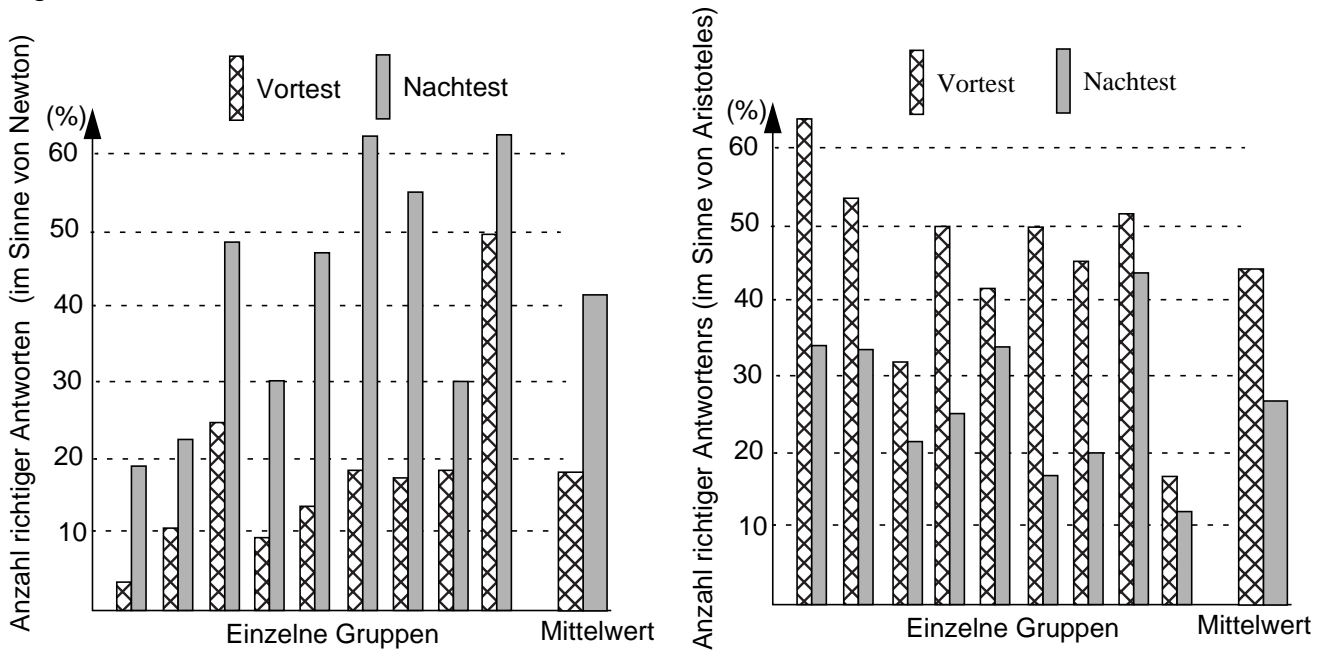 Anzahl richtiger Antworten (im Sinne von Newton)
(%)
Vortest
Nachtest
60
50
40
30
20
10
Einzelne Gruppen
Mittelwert
Anzahl richtiger Antwortenrs (im Sinne von Aristoteles)
(%)
Vortest
Nachtest
60
50
40
30
20
10
Einzelne Gruppen
Mittelwert